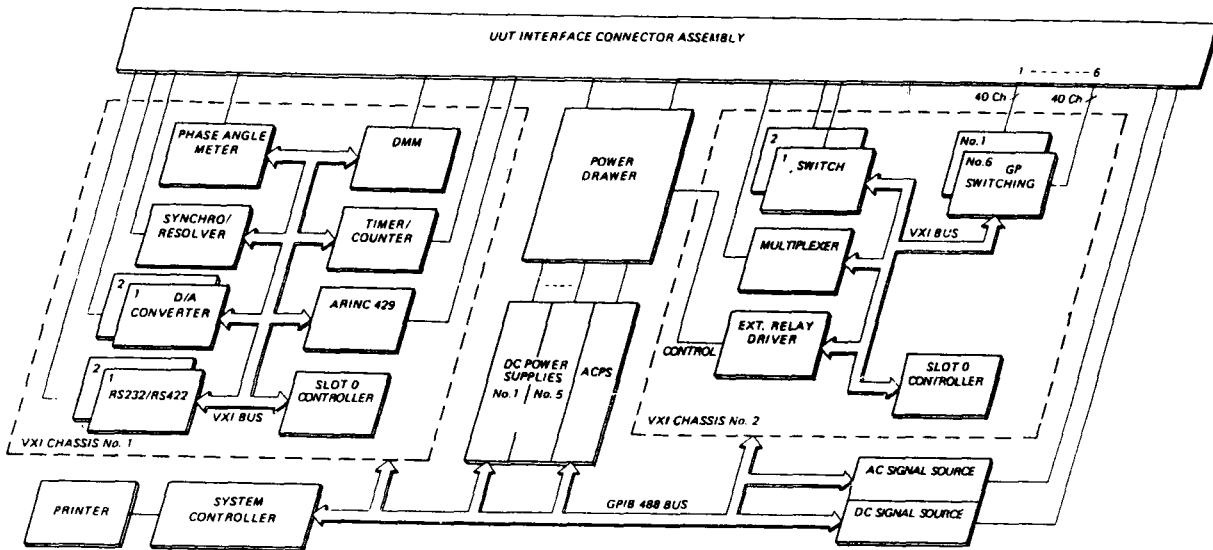 UUT INTERFACE CONNECTOR ASSEMBLY
1 - - - - - - 6
40 Ch
40 Ch
PHASE ANGLE
METER
DMM
SYNCHRO/
RESOLVER
TIMER/
COUNTER
2
1
D/A
CONVERTER
ARINC 429
2
1
RS232/RS422
SLOT 0
CONTROLLER
VXI BUS
VXI CHASSIS No. 1
POWER
DRAWER
DC POWER
SUPPLIES
No.1
No. 5
ACPS
2
1
SWITCH
No.1
No.6
GP
SWITCHING
VXI BUS
MULTIPLEXER
EXT. RELAY
DRIVER
CONTROL
SLOT 0
CONTROLLER
VXI CHASSIS No. 2
PRINTER
SYSTEM
CONTROLLER
GPIB 488 BUS
AC SIGNAL SOURCE
DC SIGNAL SOURCE